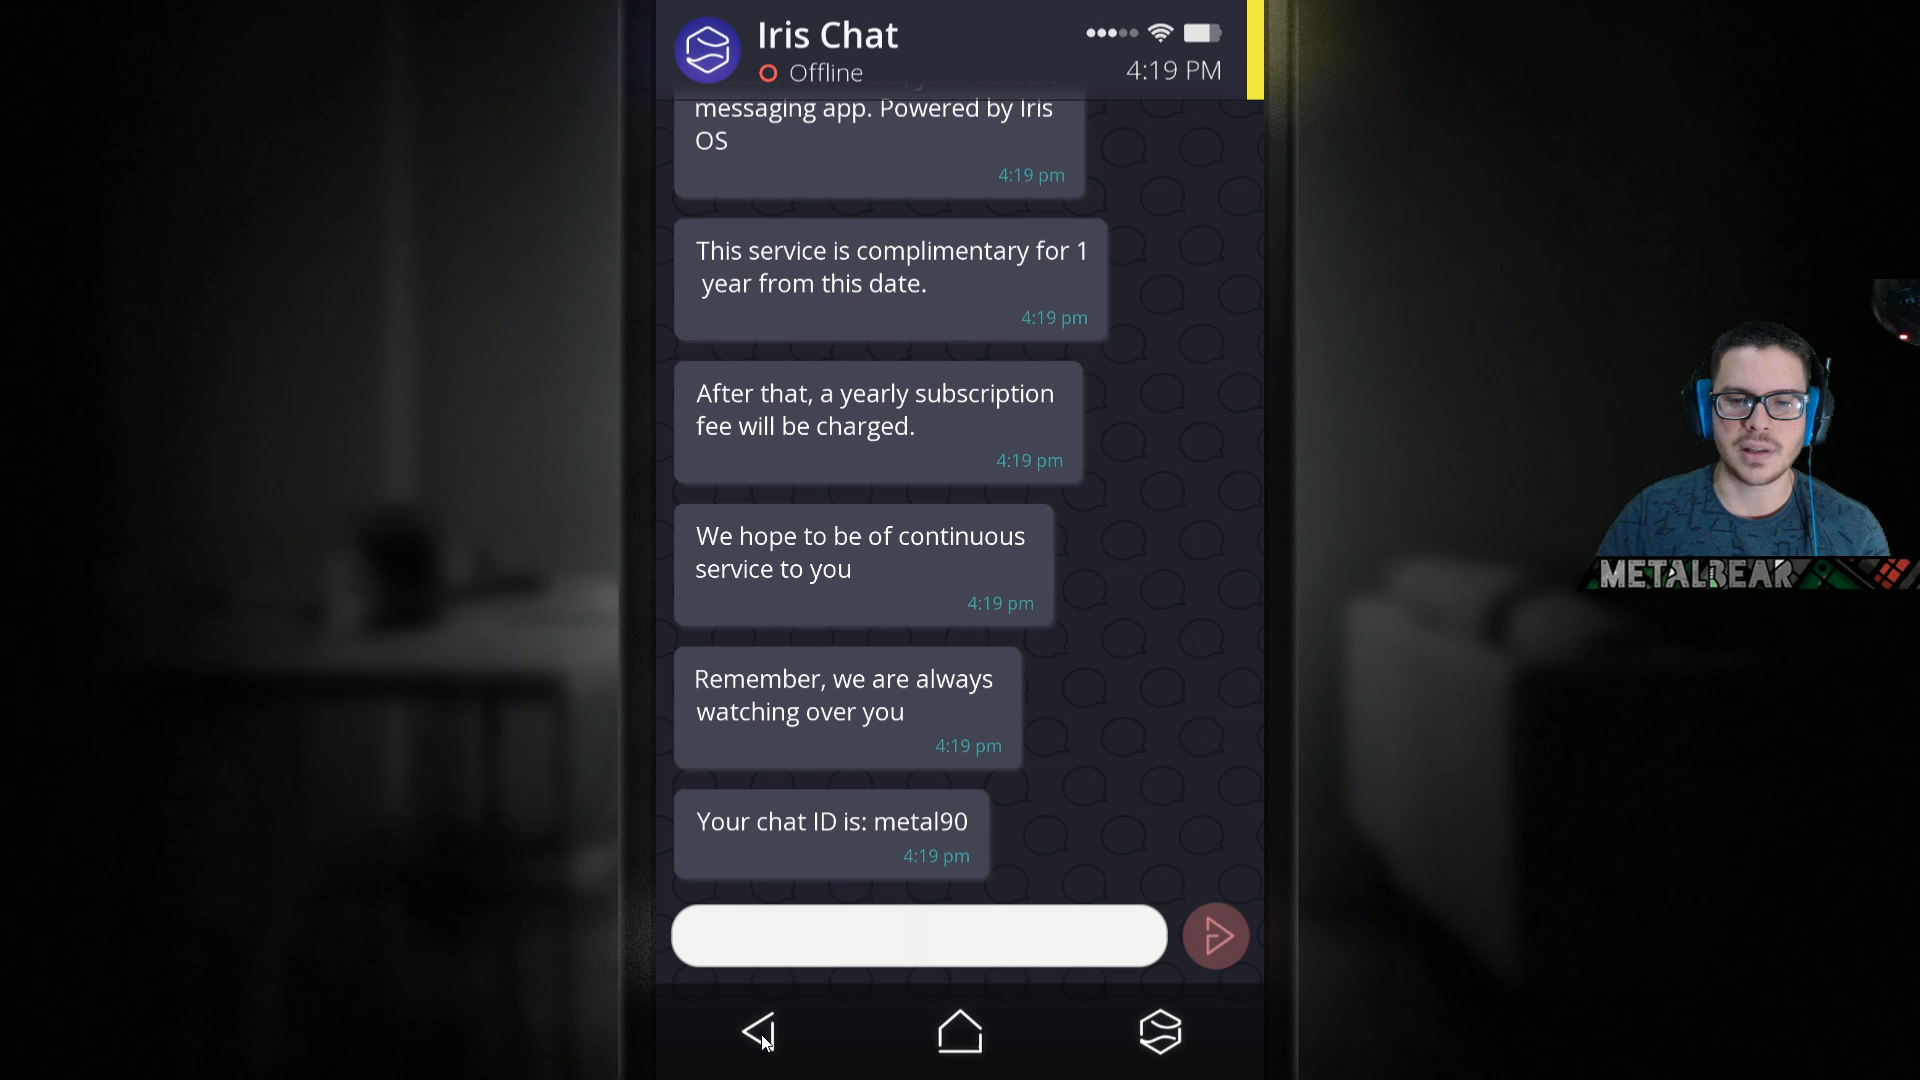 Iris Chat
Offline
4:19 PM
messaging app. Powered by Iris
OS
4:19 pm
This service is complimentary for 1
year from this date.
4:19 pm
After that, a yearly subscription
fee will be charged.
4:19 pm
We hope to be of continuous
service to you
4:19 pm
Remember, we are always
watching over you
4:19 pm
Your chat ID is: metal90
4:19 pm
METALBEAR